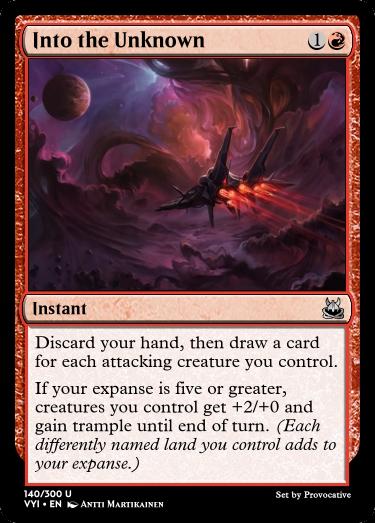 Into the Unknown 1
Instant
Discard your hand, then draw a card
for each attacking creature you control.
If your expanse is five or greater,
creatures you control get +2/+0 and
gain trample until end of turn. (Each
differently named land you control adds to
your expanse.)
140/300 U
VYI • EN Antti Martikainen
Set by Provocative